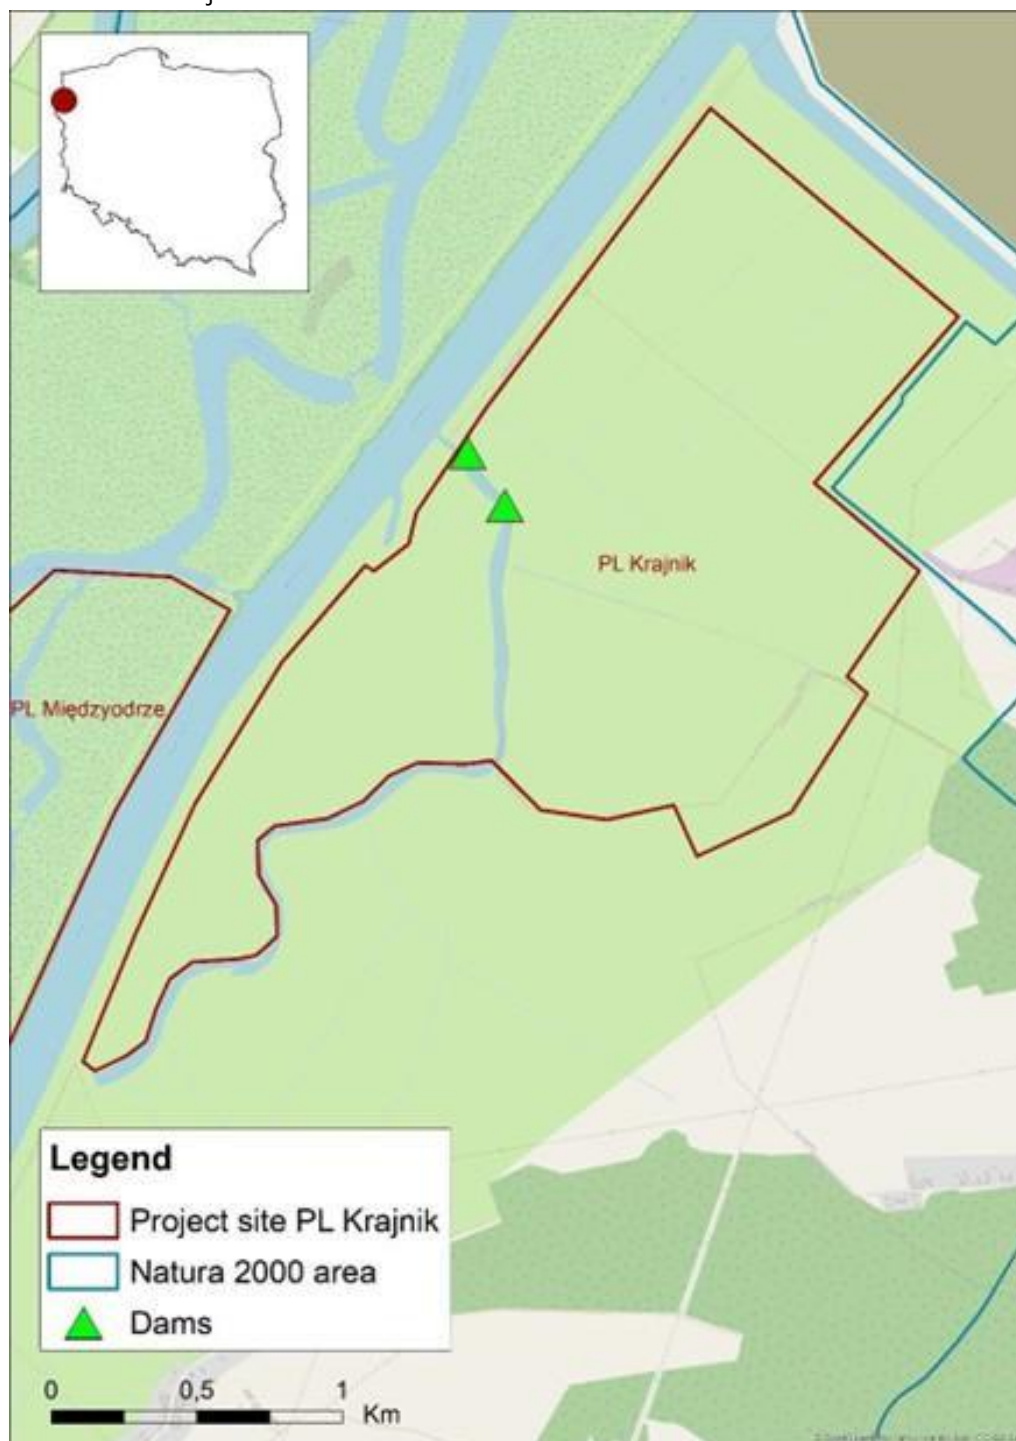 PL Krajnik
PL Międzyodrze
Legend
Project site PL Krajnik
Natura 2000 area
Dams
0 0,5 1
Km